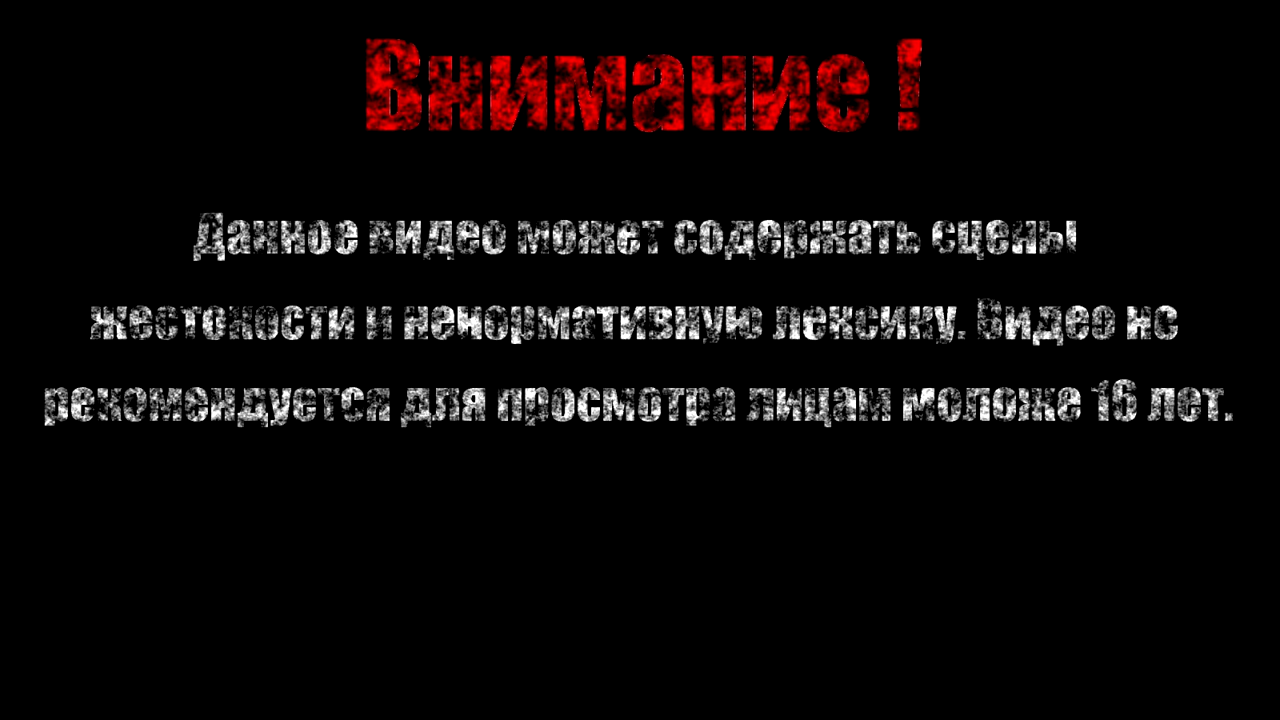 Внимание !
Данное видео может содержать сцены
жестокости и ненормативную лексику. Видео не
рекомендуется для просмотра лицам моложе 16 лет.